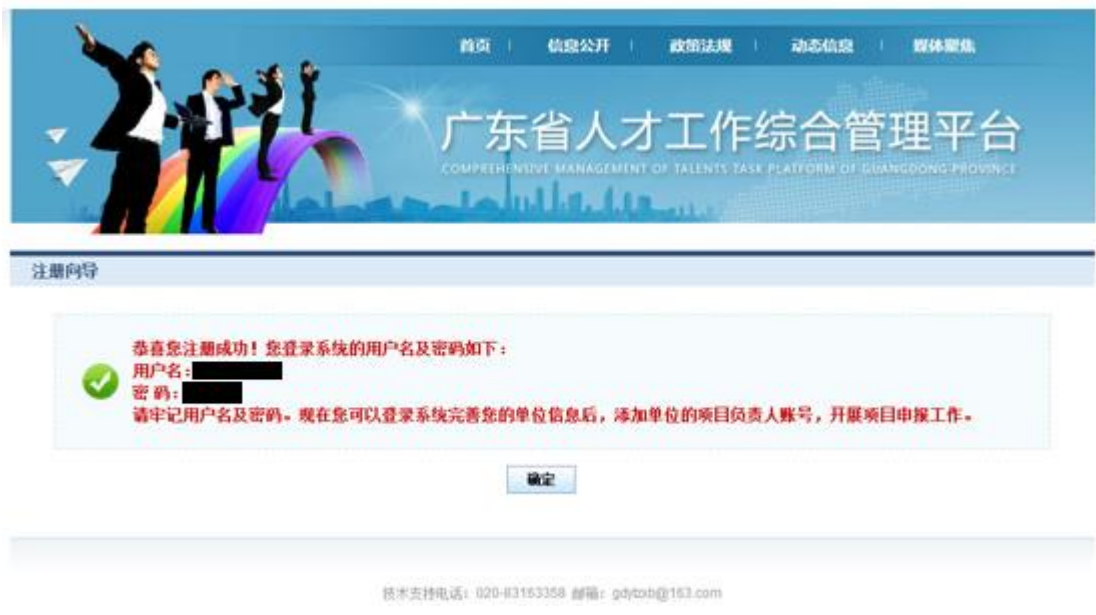 首页 | 信息公开 | 政策法规 | 动态信息 | 媒体聚焦
广东省人才工作综合管理平台
COMPREHENSIVE MANAGEMENT OF TALENTS TASK PLATFORM OF GUANGDONG PROVINCE
注册向导
恭喜您注册成功！您登录系统的用户名及密码如下：
用户名：
密 码：
请牢记用户名及密码。现在您可以登录系统完善您的单位信息后，添加单位的项目负责人账号，开展项目申报工作。
确定
技术支持电话：020-83163358 邮箱：